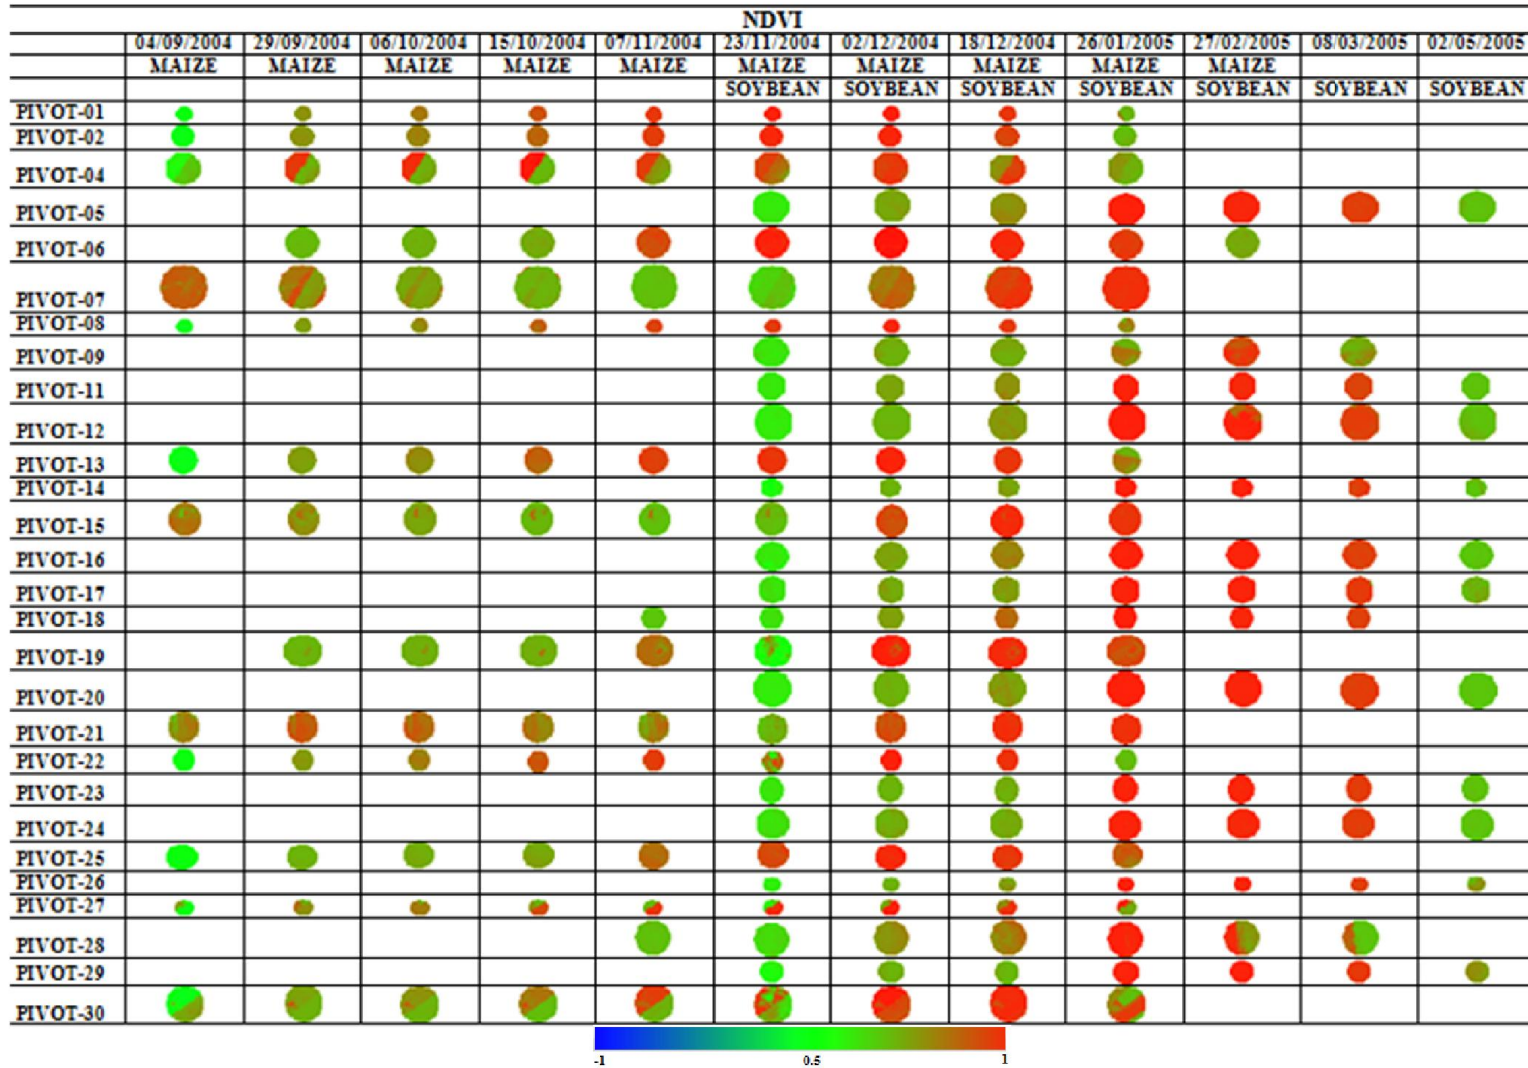 NDVI
04/09/2004 29/09/2004 06/10/2004 15/10/2004 07/11/2004 23/11/2004 02/12/2004 18/12/2004 26/01/2005 27/02/2005 08/03/2005 02/05/2005
MAIZE MAIZE MAIZE MAIZE MAIZE MAIZE MAIZE MAIZE MAIZE MAIZE
SOYBEAN SOYBEAN SOYBEAN SOYBEAN SOYBEAN SOYBEAN SOYBEAN
PIVOT-01
PIVOT-02
PIVOT-04
PIVOT-05
PIVOT-06
PIVOT-07
PIVOT-08
PIVOT-09
PIVOT-11
PIVOT-12
PIVOT-13
PIVOT-14
PIVOT-15
PIVOT-16
PIVOT-17
PIVOT-18
PIVOT-19
PIVOT-20
PIVOT-21
PIVOT-22
PIVOT-23
PIVOT-24
PIVOT-25
PIVOT-26
PIVOT-27
PIVOT-28
PIVOT-29
PIVOT-30
-1 0.5 1